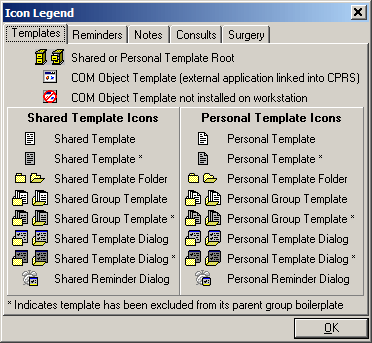 Icon Legend
Templates Reminders Notes Consults Surgery
Shared or Personal Template Root
COM Object Template (external application linked into CPRS)
COM Object Template not installed on workstation
Shared Template Icons
Shared Template
Shared Template *
Shared Template Folder
Shared Group Template
Shared Group Template *
Shared Template Dialog
Shared Template Dialog *
Shared Reminder Dialog
Personal Template Icons
Personal Template
Personal Template *
Personal Template Folder
Personal Group Template
Personal Group Template *
Personal Template Dialog
Personal Template Dialog *
Personal Reminder Dialog
* Indicates template has been excluded from its parent group boilerplate
OK